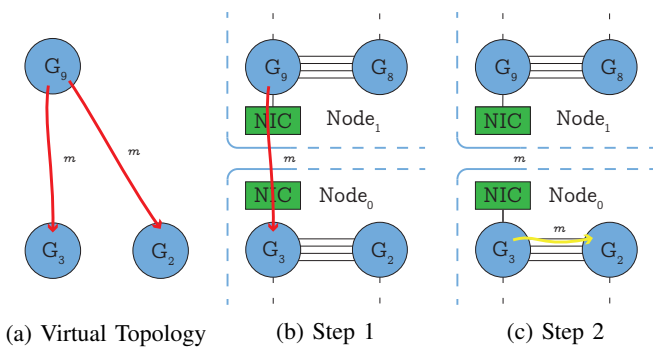 G₉
m
m
G₃
G₂
(a) Virtual Topology
G₉
G₈
NIC
Node₁
m
NIC
Node₀
G₃
G₂
(b) Step 1
G₉
G₈
NIC
Node₁
m
NIC
Node₀
m
G₃
G₂
(c) Step 2